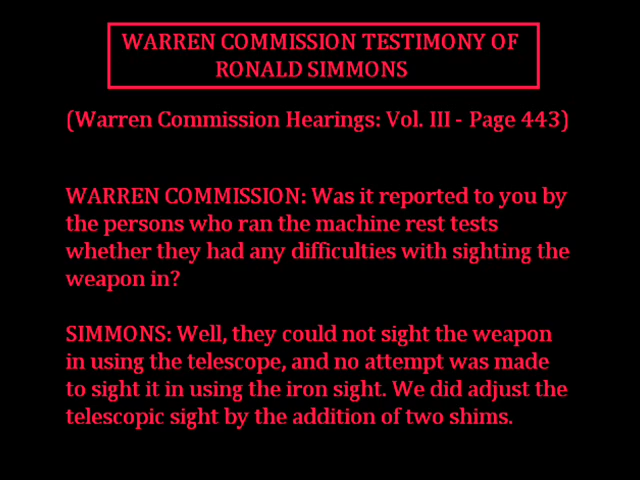 WARREN COMMISSION TESTIMONY OF
RONALD SIMMONS
(Warren Commission Hearings: Vol. III - Page 443)
WARREN COMMISSION: Was it reported to you by
the persons who ran the machine rest tests
whether they had any difficulties with sighting the
weapon in?
SIMMONS: Well, they could not sight the weapon
in using the telescope, and no attempt was made
to sight it in using the iron sight. We did adjust the
telescopic sight by the addition of two shims.